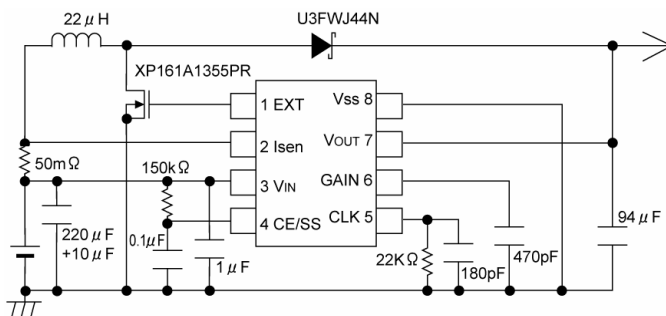 U3FWJ44N
22μH
XP161A1355PR
1 EXT
Vss 8
2 Isen
VOUT 7
50mΩ
150kΩ
3 VIN
GAIN 6
4 CE/SS
CLK 5
220μF
+10μF
0.1μF
1μF
22KΩ
180pF
470pF
94μF